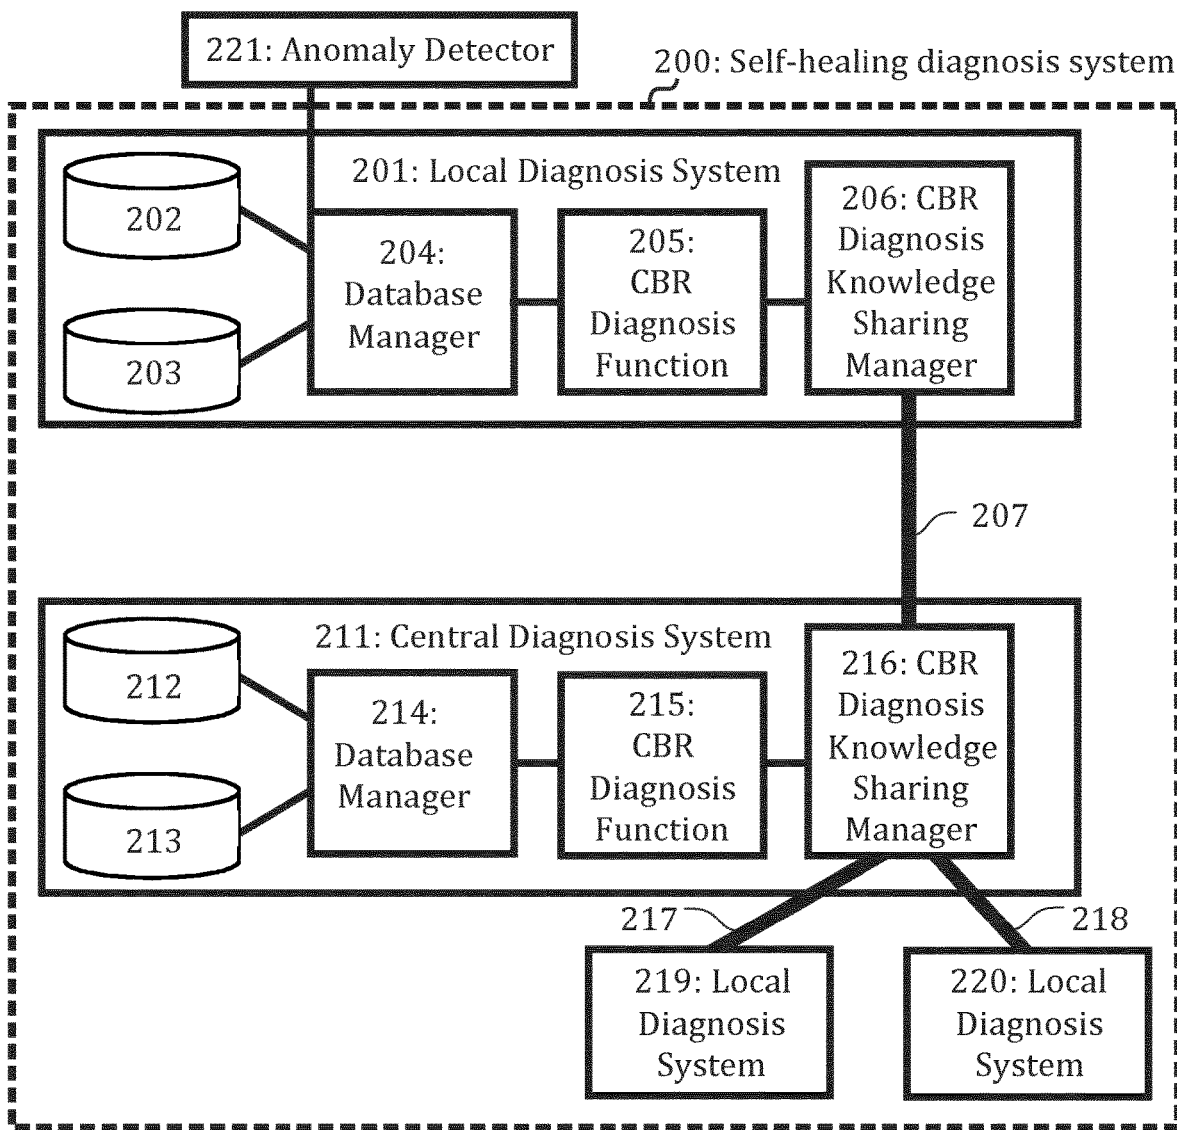 221: Anomaly Detector
200: Self-healing diagnosis system
201: Local Diagnosis System
202
203
204:
Database
Manager
205:
CBR
Diagnosis
Function
206: CBR
Diagnosis
Knowledge
Sharing
Manager
207
211: Central Diagnosis System
212
213
214:
Database
Manager
215:
CBR
Diagnosis
Function
216: CBR
Diagnosis
Knowledge
Sharing
Manager
217
218
219: Local
Diagnosis
System
220: Local
Diagnosis
System